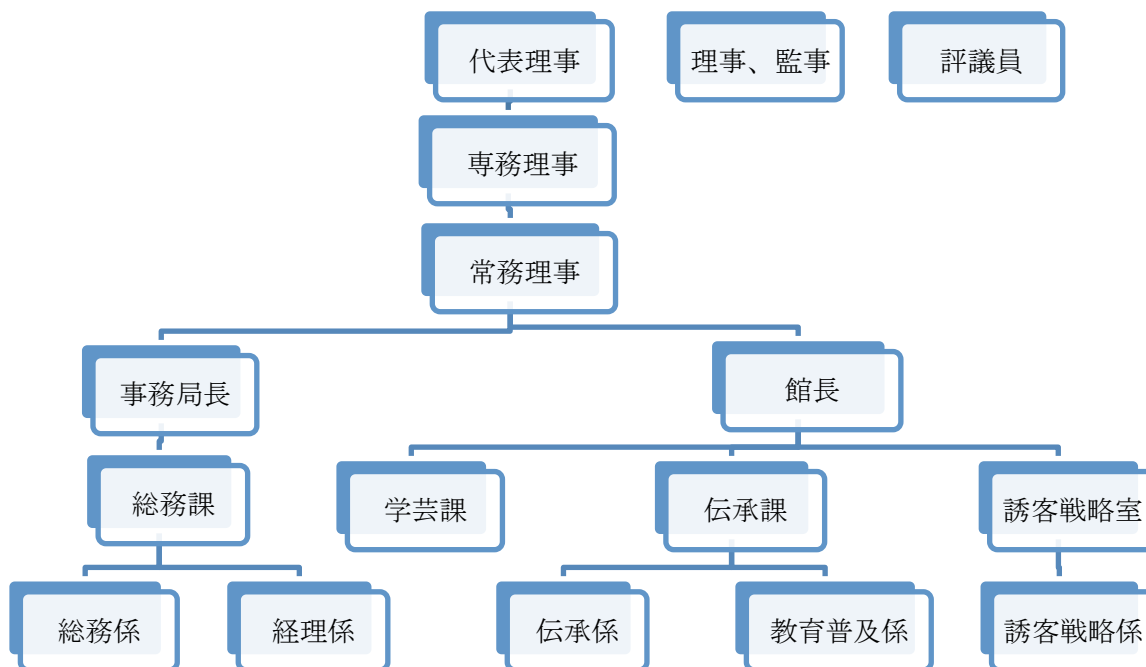 代表理事
理事、監事
評議員
専務理事
常務理事
事務局長
館長
総務課
学芸課
伝承課
誘客戦略室
総務係
経理係
伝承係
教育普及係
誘客戦略係